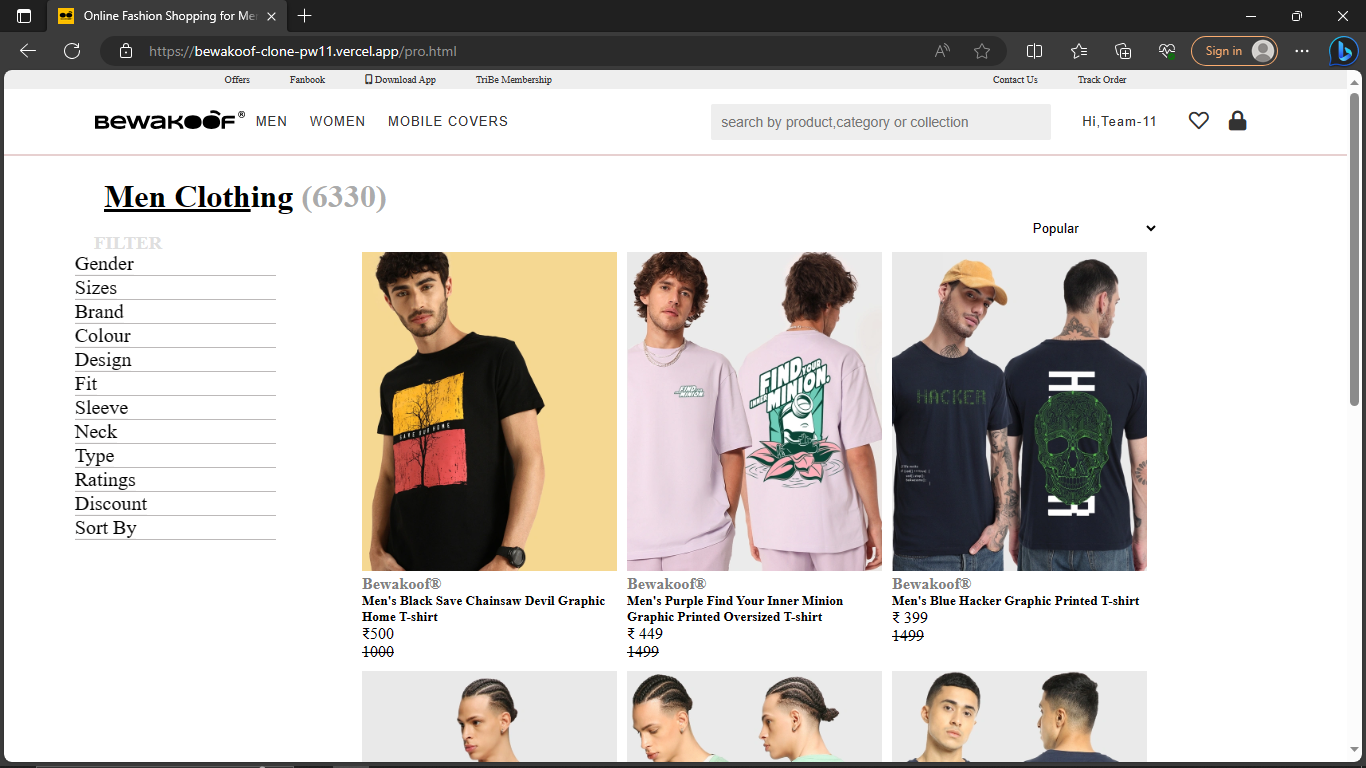 Online Fashion Shopping for Me
https://bewakoof-clone-pw11.vercel.app/pro.html
Sign in
Offers Fanbook Download App TriBe Membership Contact Us Track Order
BEWAKOOF® MEN WOMEN MOBILE COVERS search by product,category or collection Hi,Team-11
Men Clothing (6330)
Popular
FILTER
Gender
Sizes
Brand
Colour
Design
Fit
Sleeve
Neck
Type
Ratings
Discount
Sort By
SAVE OUR HOME
FIND YOUR
INNER MINION.
HACKER
Bewakoof®
Men's Black Save Chainsaw Devil Graphic
Home T-shirt
₹500
1000
Bewakoof®
Men's Purple Find Your Inner Minion
Graphic Printed Oversized T-shirt
₹ 449
1499
Bewakoof®
Men's Blue Hacker Graphic Printed T-shirt
₹ 399
1499